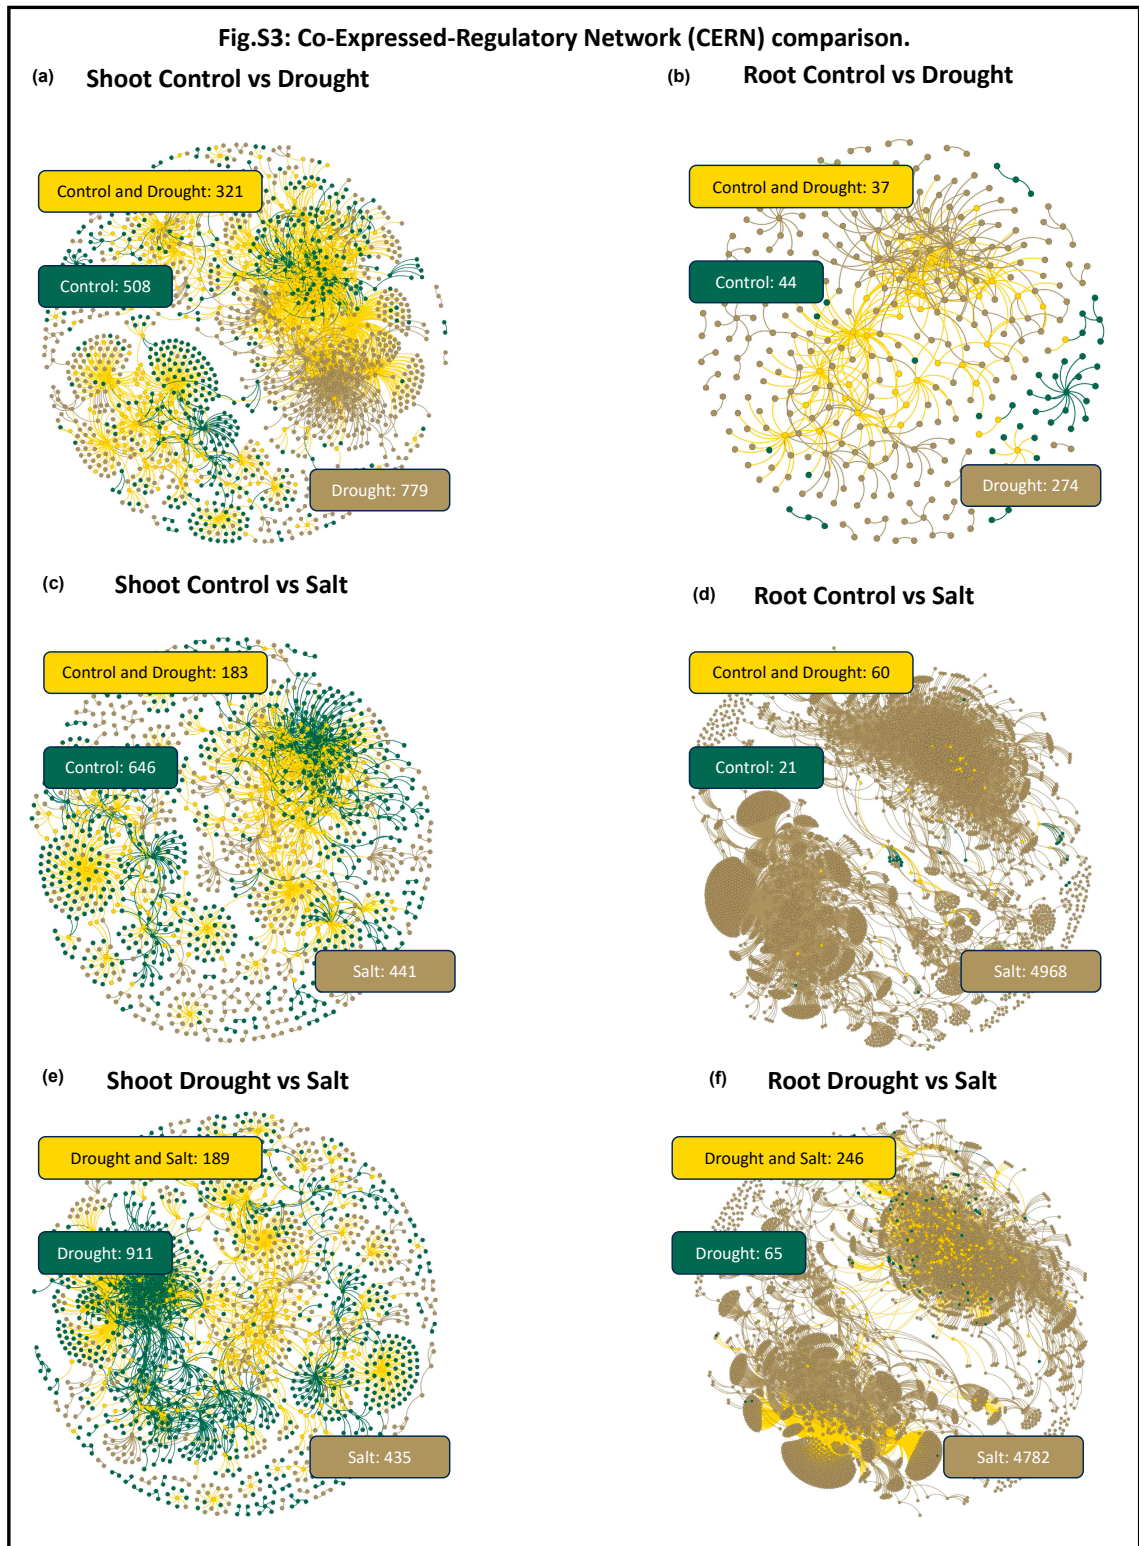 Fig.S3: Co-Expressed-Regulatory Network (CERN) comparison.
(a) Shoot Control vs Drought
Control and Drought: 321
Control: 508
Drought: 779
(b) Root Control vs Drought
Control and Drought: 37
Control: 44
Drought: 274
(c) Shoot Control vs Salt
Control and Drought: 183
Control: 646
Salt: 441
(d) Root Control vs Salt
Control and Drought: 60
Control: 21
Salt: 4968
(e) Shoot Drought vs Salt
Drought and Salt: 189
Drought: 911
Salt: 435
(f) Root Drought vs Salt
Drought and Salt: 246
Drought: 65
Salt: 4782